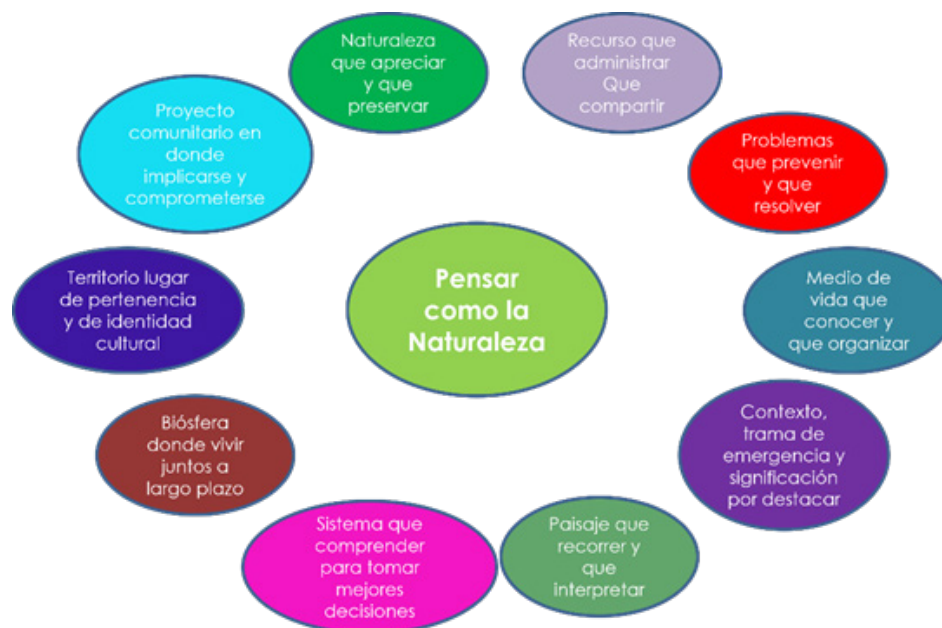 Naturaleza
que apreciar
y que
preservar
Recurso que
administrar
Que
compartir
Problemas
que prevenir
y que
resolver
Medio de
vida que
conocer y
que organizar
Contexto,
trama de
emergencia y
significación
por destacar
Paisaje que
recorrer y
que
interpretar
Sistema que
comprender
para tomar
mejores
decisiones
Biósfera
donde vivir
juntos a
largo plazo
Territorio lugar
de pertenencia
y de identidad
cultural
Proyecto
comunitario en
donde
implicarse y
comprometerse
Pensar
como la
Naturaleza